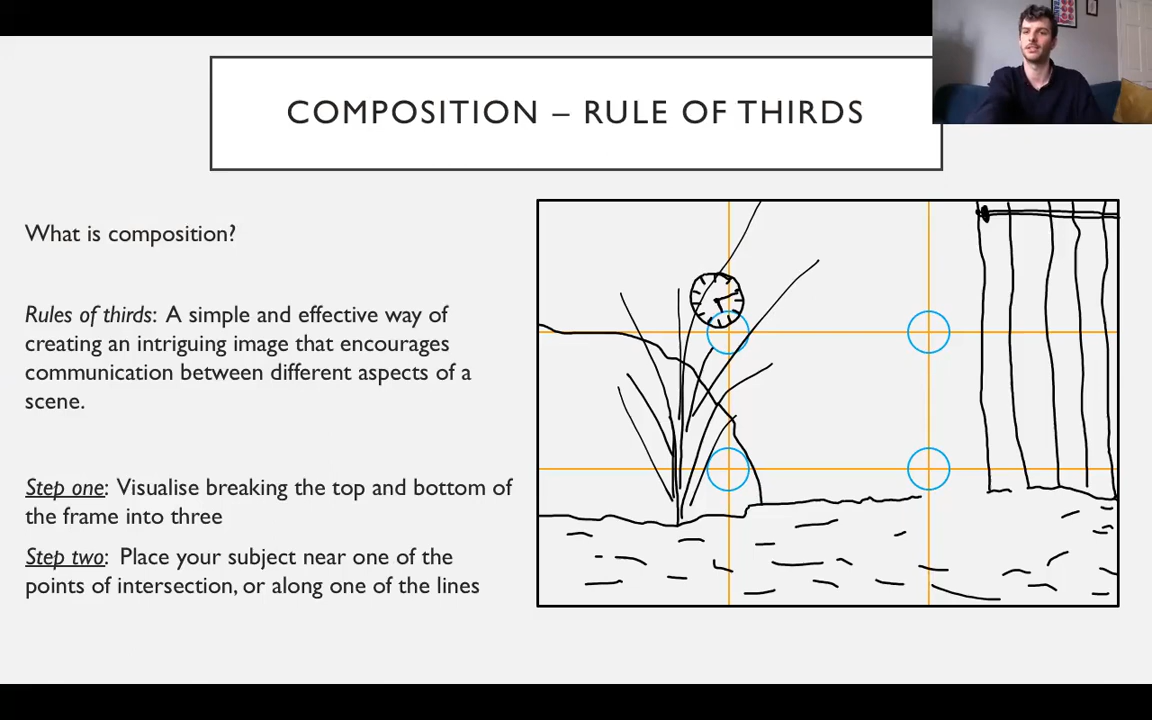 COMPOSITION – RULE OF THIRDS
What is composition?
Rules of thirds: A simple and effective way of
creating an intriguing image that encourages
communication between different aspects of a
scene.
Step one: Visualise breaking the top and bottom of
the frame into three
Step two: Place your subject near one of the
points of intersection, or along one of the lines